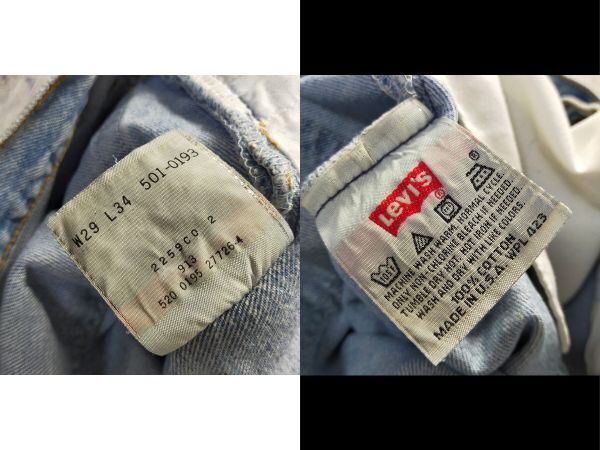 W29 L34 501-0193
2259C0 2
913
520 0195 27726-4
Levi's
®
105F
MACHINE WASH WARM, NORMAL CYCLE.
ONLY NON-CHLORINE BLEACH IF NEEDED.
TUMBLE DRY HOT, IRON IF NEEDED.
WASH AND DRY WITH LIKE COLORS.
100% COTTON
MADE IN U.S.A. WPL 423